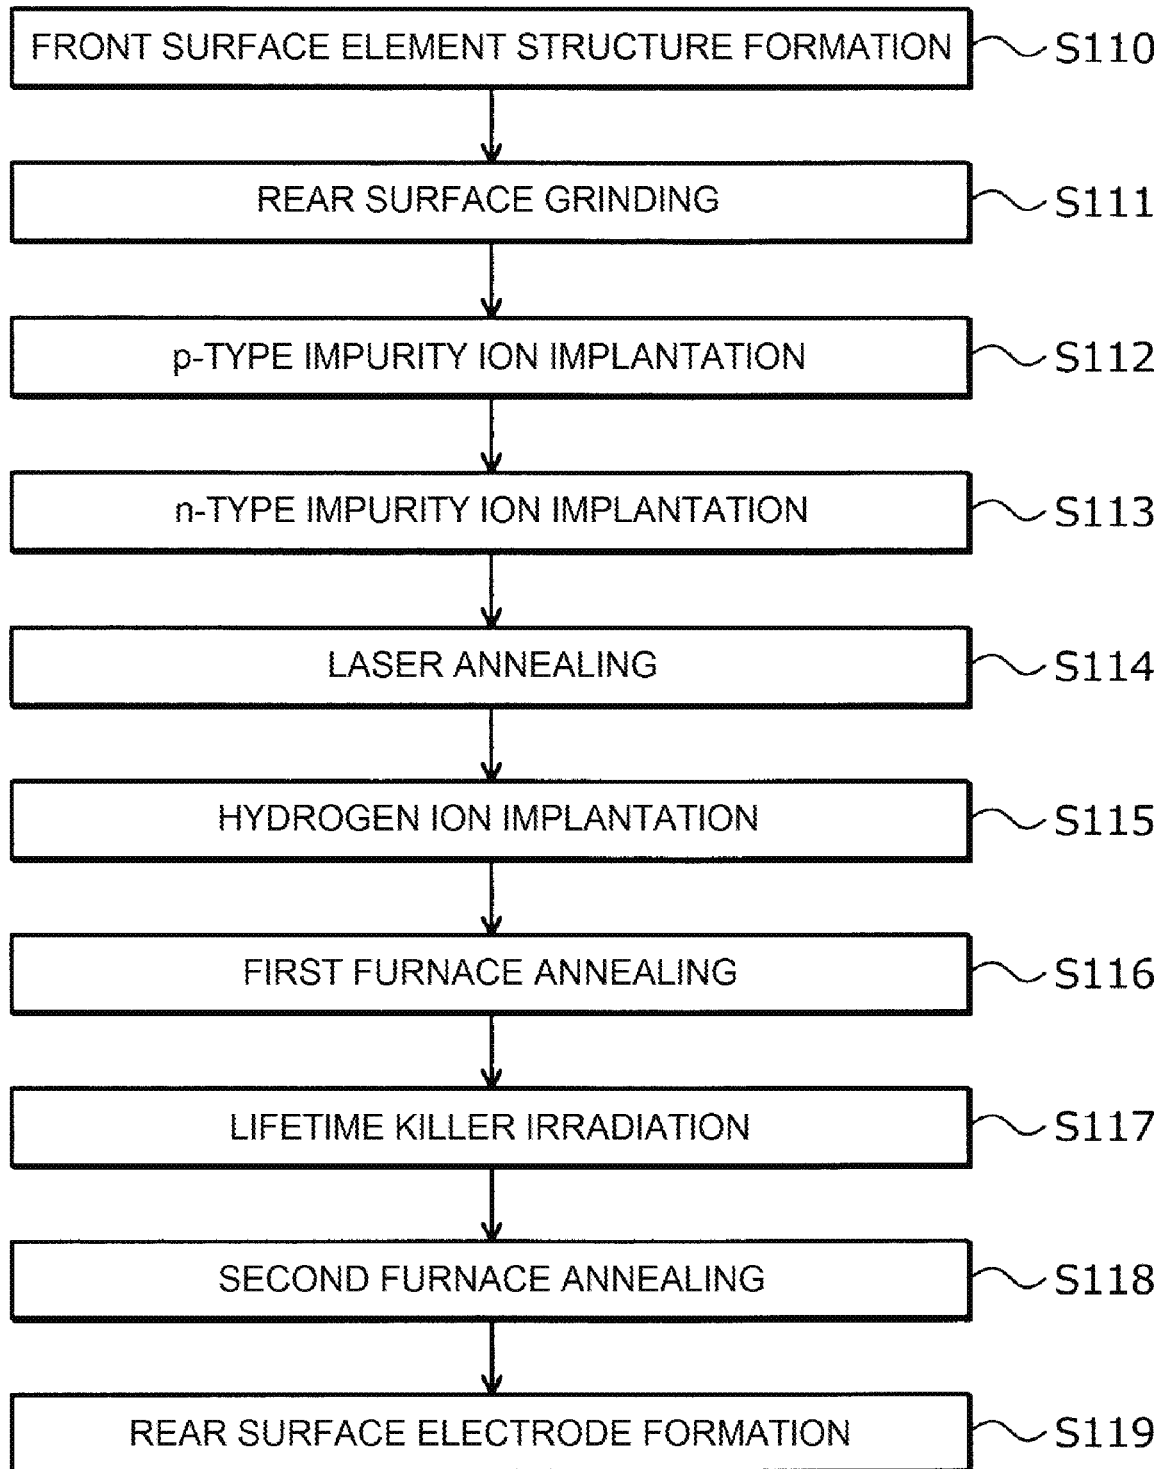 FRONT SURFACE ELEMENT STRUCTURE FORMATION S110
REAR SURFACE GRINDING S111
p-TYPE IMPURITY ION IMPLANTATION S112
n-TYPE IMPURITY ION IMPLANTATION S113
LASER ANNEALING S114
HYDROGEN ION IMPLANTATION S115
FIRST FURNACE ANNEALING S116
LIFETIME KILLER IRRADIATION S117
SECOND FURNACE ANNEALING S118
REAR SURFACE ELECTRODE FORMATION S119